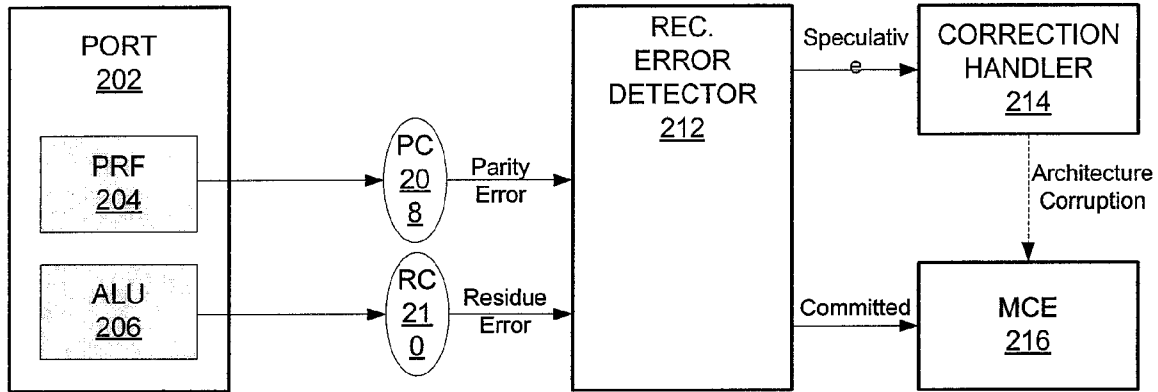 PORT
202
PRF
204
ALU
206
PC
20
8
Parity
Error
RC
21
0
Residue
Error
REC.
ERROR
DETECTOR
212
Speculativ
e
Committed
CORRECTION
HANDLER
214
Architecture
Corruption
MCE
216